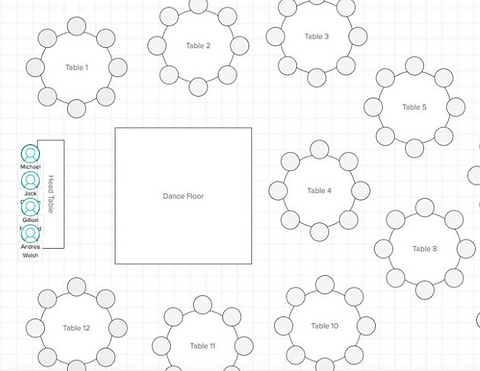 Table 1
Table 2
Table 3
Table 5
Michael
Jack
Gillian
Andrea
Walsh
Head Table
Dance Floor
Table 4
Table 8
Table 12
Table 11
Table 10